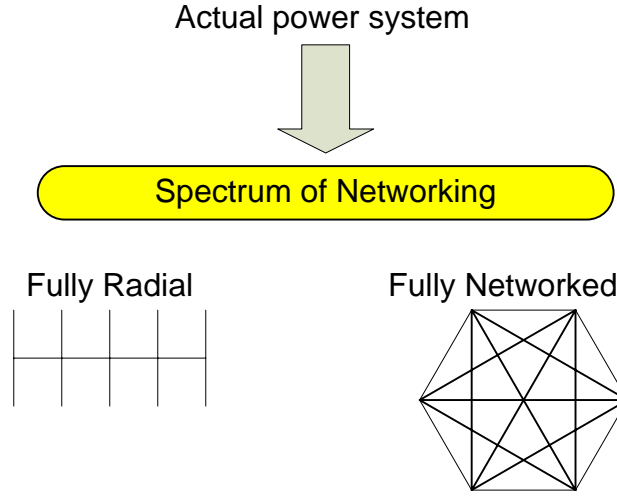 Actual power system
Spectrum of Networking
Fully Radial
Fully Networked